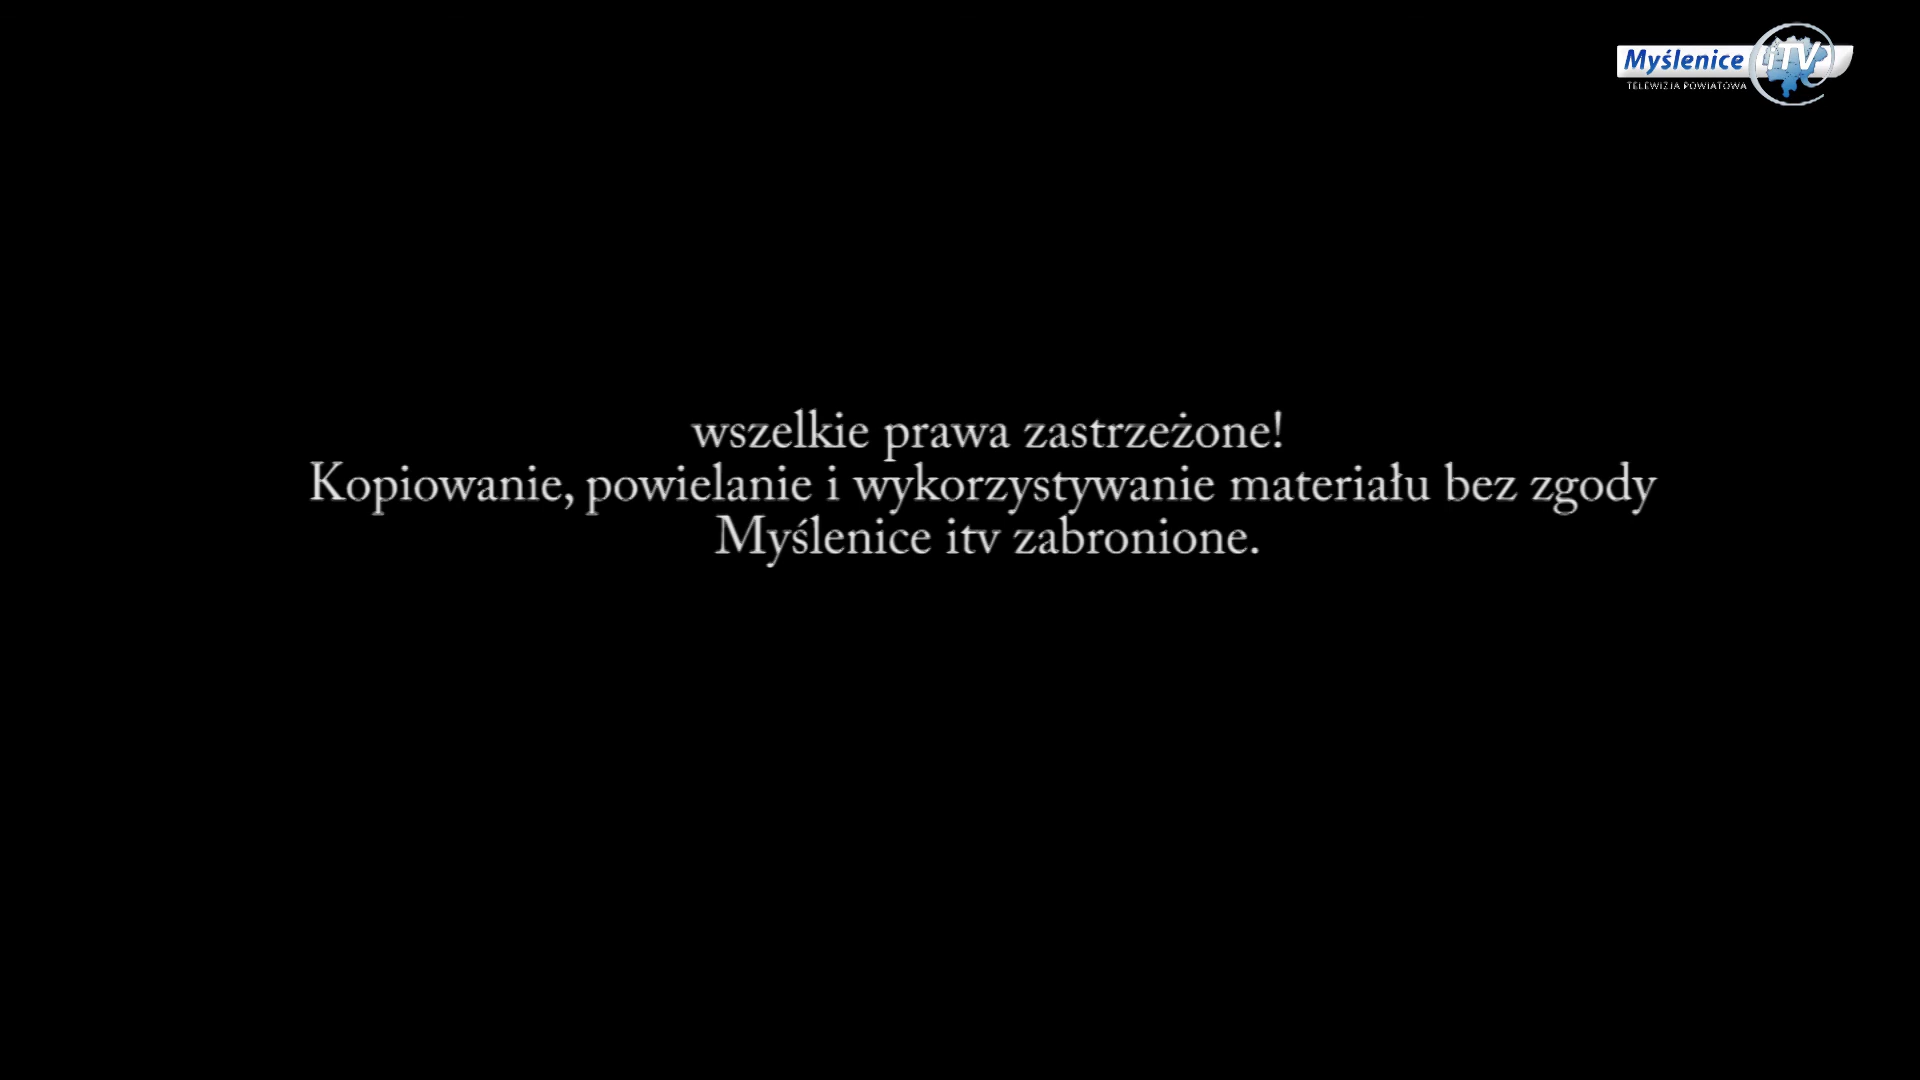 Myślenice iTV
TELEWIZJA POWIATOWA
wszelkie prawa zastrzeżone!
Kopiowanie, powielanie i wykorzystywanie materiału bez zgody
Myślenice itv zabronione.